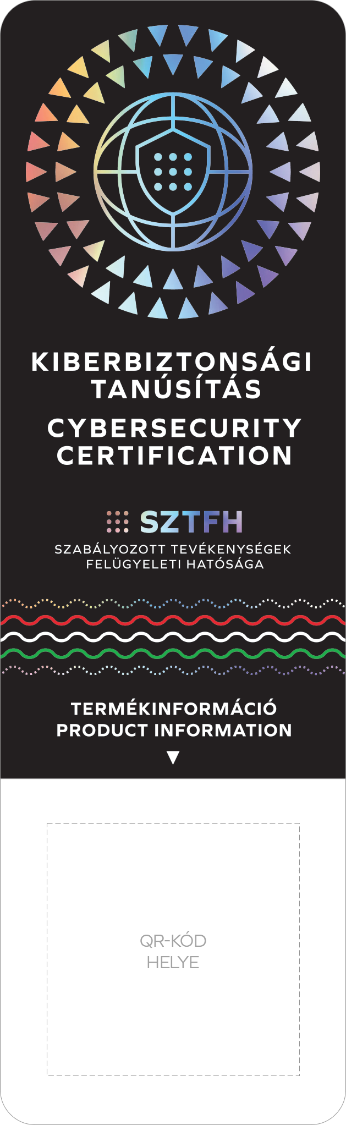 KIBERBIZTONSÁGI
TANÚSÍTÁS
CYBERSECURITY
CERTIFICATION
SZTFH
SZABÁLYOZOTT TEVÉKENYSÉGEK
FELÜGYELETI HATÓSÁGA
TERMÉKINFORMÁCIÓ
PRODUCT INFORMATION
QR-KÓD
HELYE